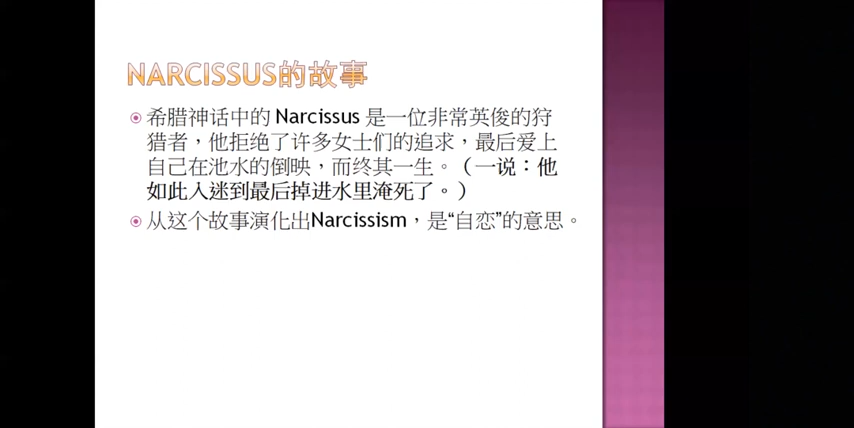 NARCISSUS的故事
希腊神话中的 Narcissus 是一位非常英俊的狩
猎者，他拒绝了许多女士们的追求，最后爱上
自己在池水的倒映，而终其一生。（一说：他
如此入迷到最后掉进水里淹死了。）
从这个故事演化出Narcissism，是“自恋”的意思。